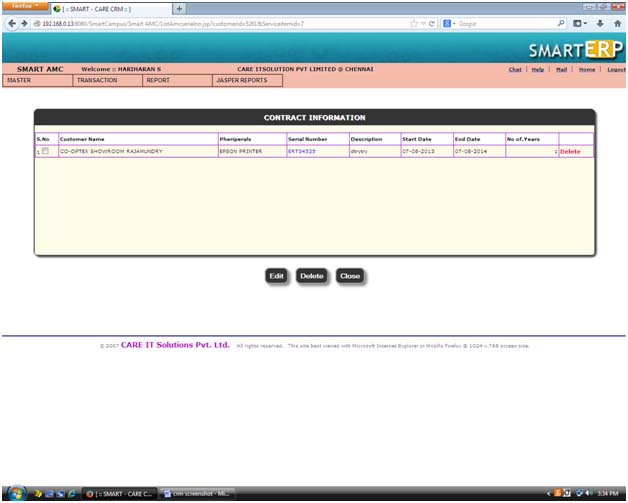 Firefox
[ :: SMART - CARE CRM :: ]
192.168.0.13:8080/SmartCampus/Smart AMC/ListAmcserialno.jsp?customerid=5261&Serviceitemid=7
Google
SMARTERP
SMART AMC Welcome :: HARIHARAN S CARE ITSOLUTION PVT LIMITED @ CHENNAI Chat | Help | Mail | Home | Logout
MASTER TRANSACTION REPORT JASPER REPORTS
CONTRACT INFORMATION
S.No Customer Name Pheriperals Serial Number Description Start Date End Date No of.Years
1 CO-OPTEX SHOWROOM RAJAMUNDRY EPSON PRINTER ERT34535 dtrytry 07-08-2013 07-08-2014 1 Delete
Edit Delete Close
© 2007 CARE IT Solutions Pvt. Ltd. All rights reserved. This site best viewed with Microsoft Internet Explorer or Mozilla Firefox @ 1024 x 768 screen size.
[ :: SMART - CARE C... crm screenshot - Mi... 3:34 PM